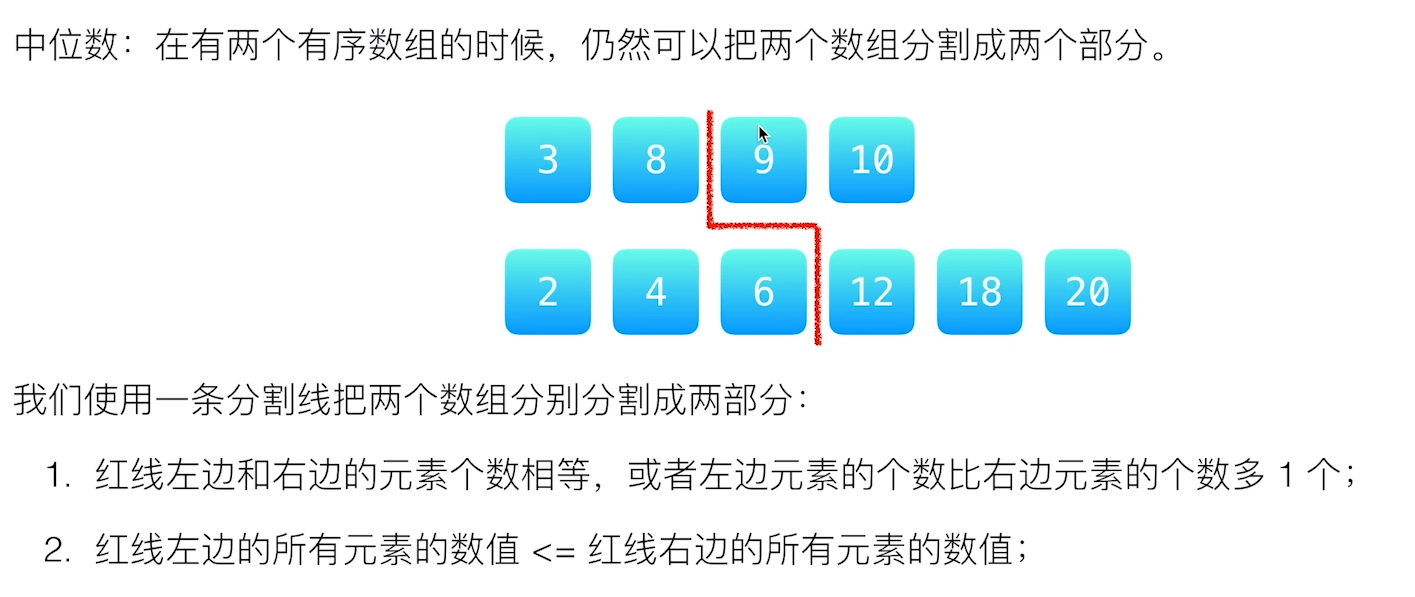 中位数：在有两个有序数组的时候，仍然可以把两个数组分割成两个部分。
3 8 9 10
2 4 6 12 18 20
我们使用一条分割线把两个数组分别分割成两部分：
1. 红线左边和右边的元素个数相等，或者左边元素的个数比右边元素的个数多 1 个；
2. 红线左边的所有元素的数值 <= 红线右边的所有元素的数值；